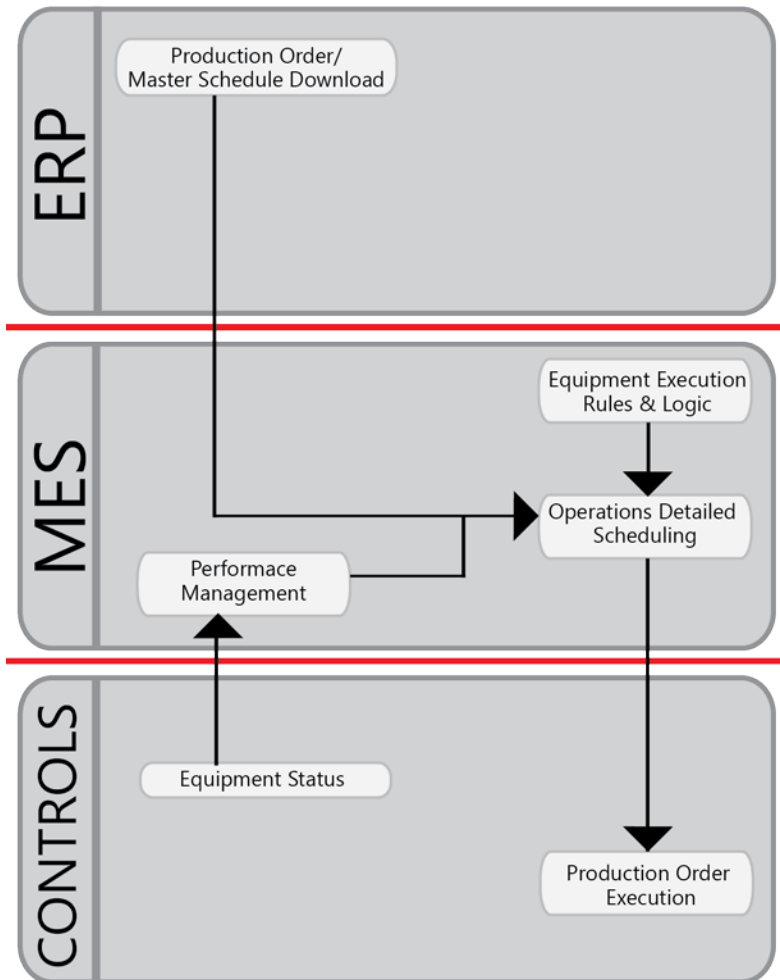 ERP
Production Order/
Master Schedule Download
MES
Equipment Execution
Rules & Logic
Operations Detailed
Scheduling
Performace
Management
CONTROLS
Equipment Status
Production Order
Execution